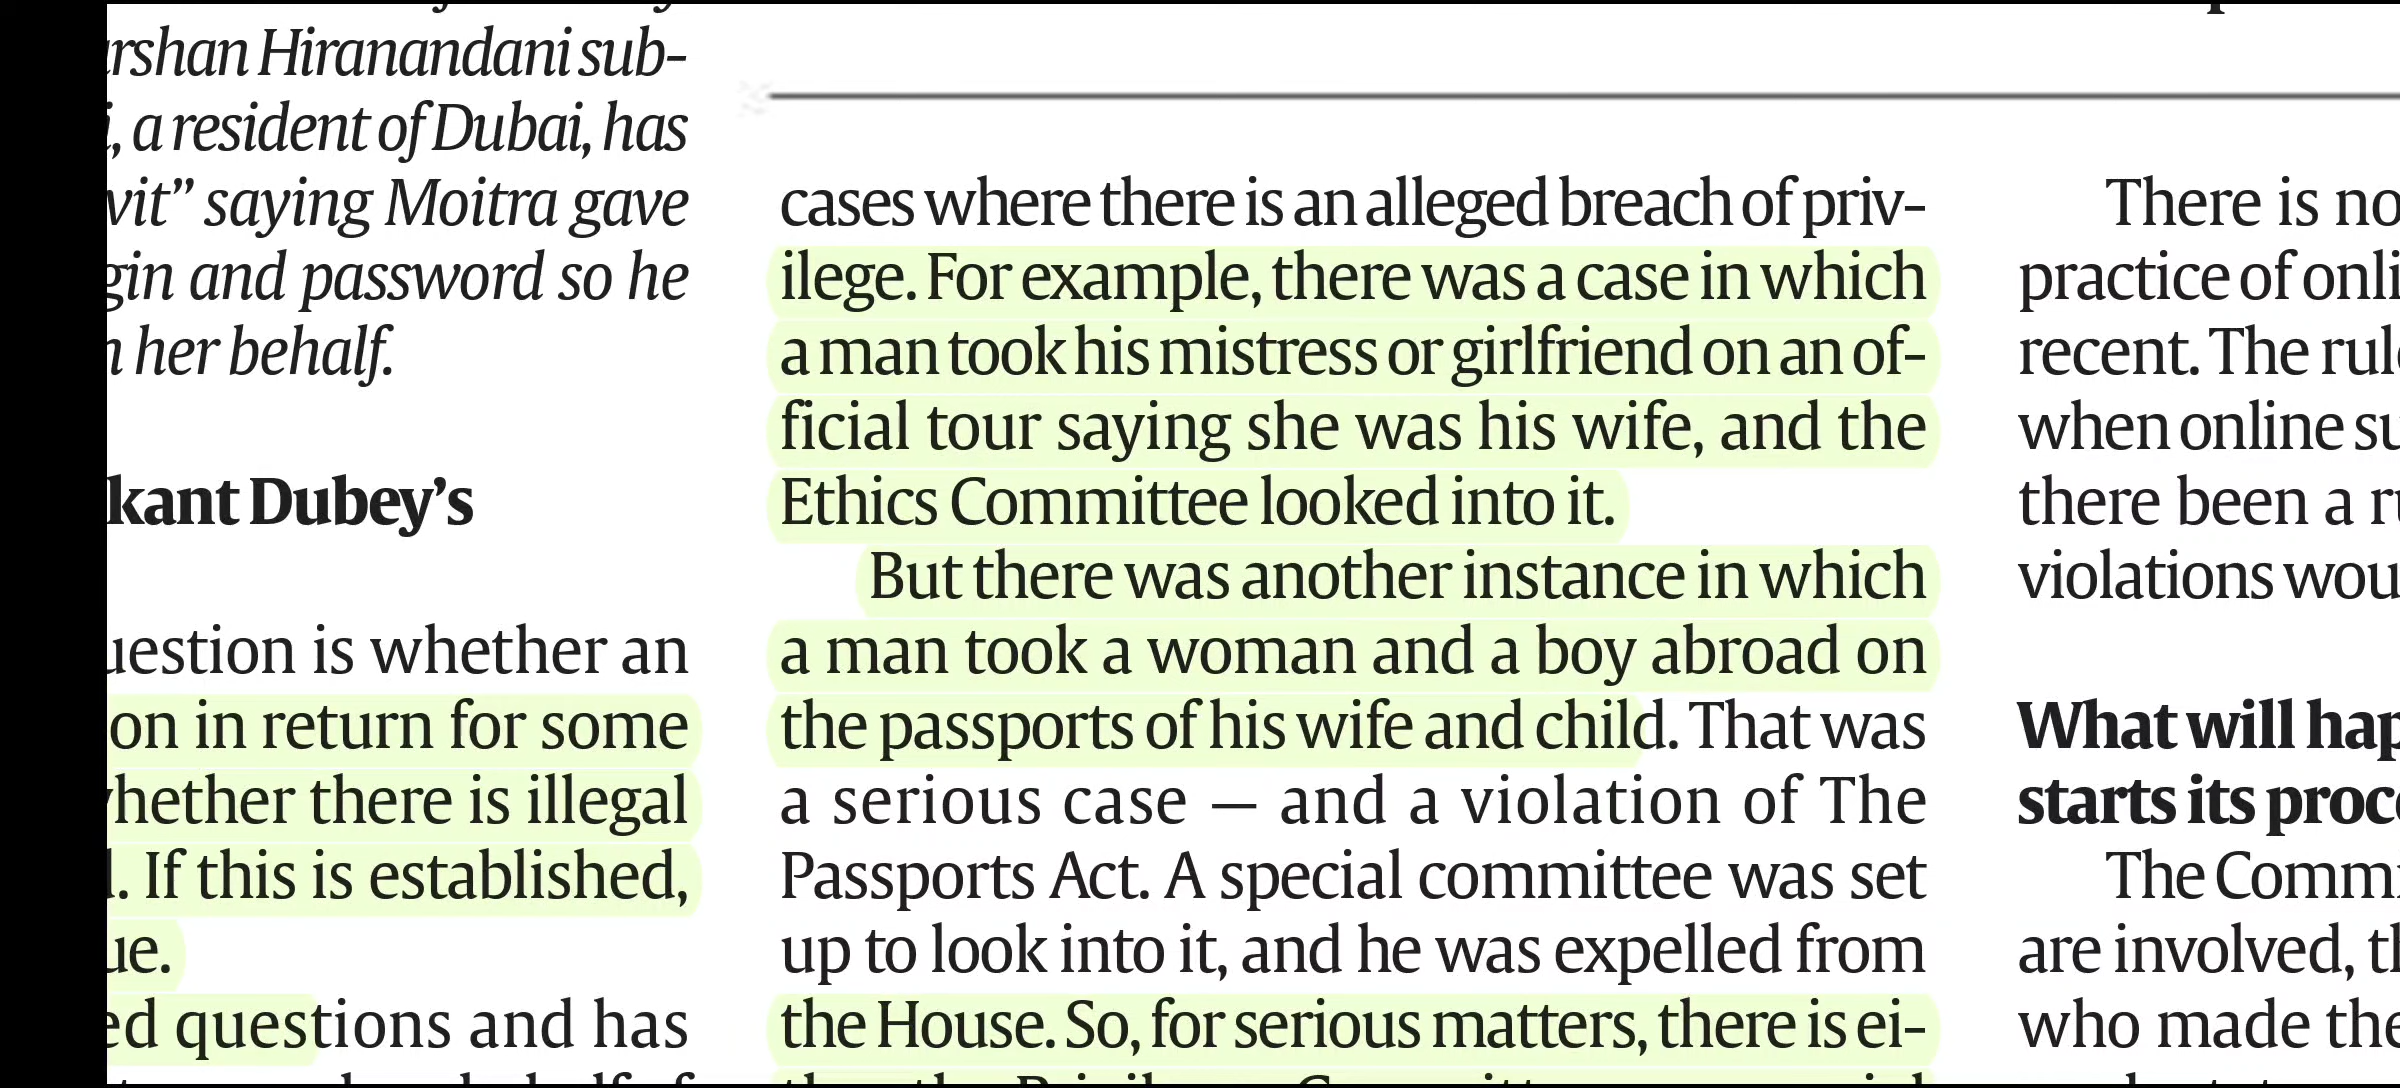 rshan Hiranandani sub-
, a resident of Dubai, has
vit” saying Moitra gave
gin and password so he
her behalf.
kant Dubey’s
uestion is whether an
on in return for some
whether there is illegal
. If this is established,
ue.
ed questions and has
cases where there is an alleged breach of priv-
ilege. For example, there was a case in which
a man took his mistress or girlfriend on an of-
ficial tour saying she was his wife, and the
Ethics Committee looked into it.
But there was another instance in which
a man took a woman and a boy abroad on
the passports of his wife and child. That was
a serious case — and a violation of The
Passports Act. A special committee was set
up to look into it, and he was expelled from
the House. So, for serious matters, there is ei-
There is no
practice of onli
recent. The rul
when online su
there been a ru
violations wou
What will hap
starts its proc
The Commi
are involved, th
who made the